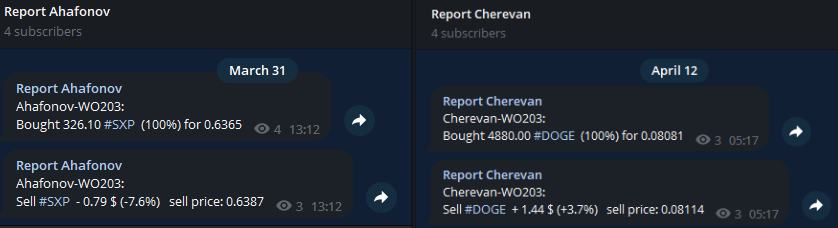 Report Ahafonov
4 subscribers
March 31
Report Ahafonov
Ahafonov-WO203:
Bought 326.10 #SXP (100%) for 0.6365
4 13:12
Report Ahafonov
Ahafonov-WO203:
Sell #SXP - 0.79 $ (-7.6%) sell price: 0.6387
3 13:12
Report Cherevan
4 subscribers
April 12
Report Cherevan
Cherevan-WO203:
Bought 4880.00 #DOGE (100%) for 0.08081
3 05:17
Report Cherevan
Cherevan-WO203:
Sell #DOGE + 1.44 $ (+3.7%) sell price: 0.08114
3 05:17